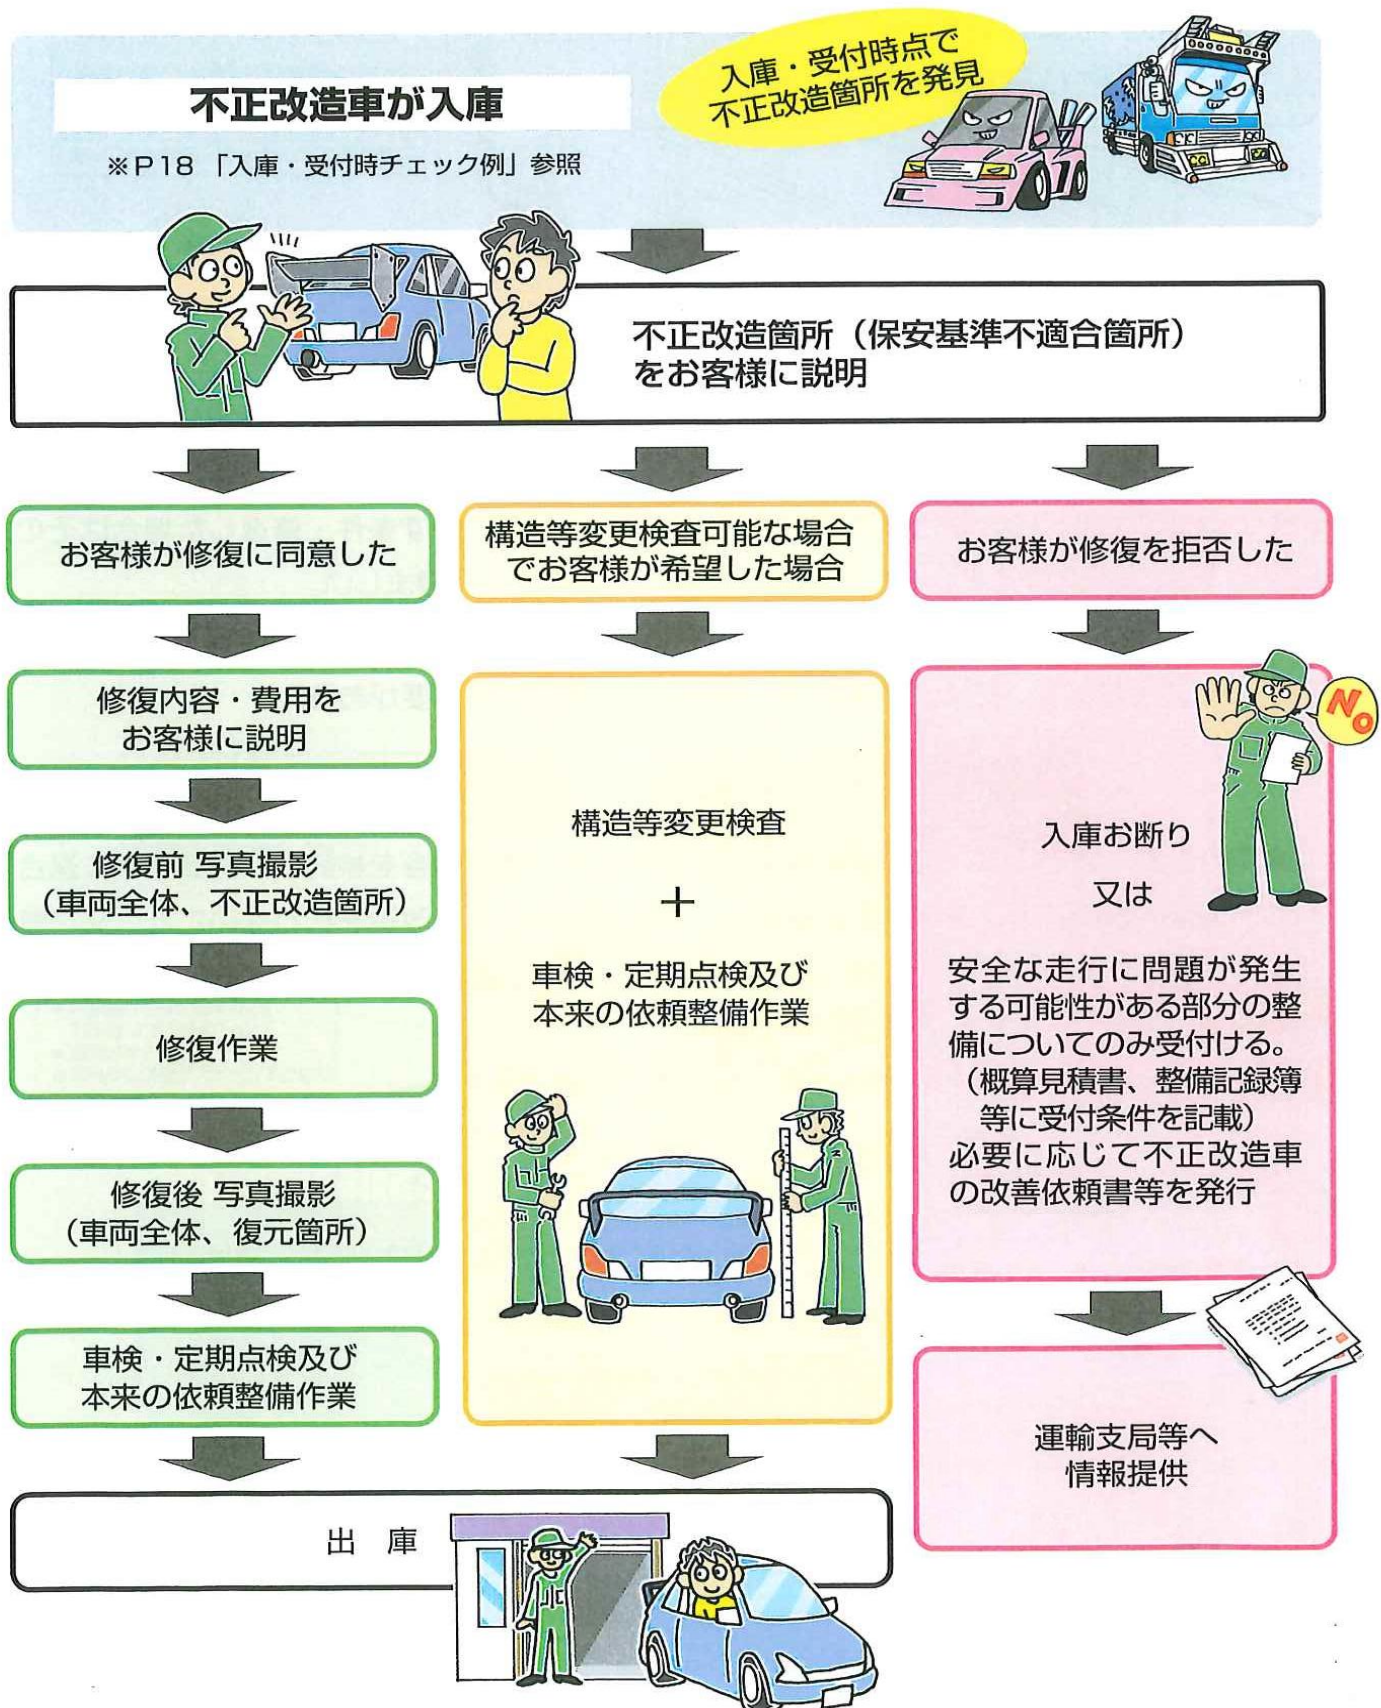 入庫・受付時点で
不正改造箇所を発見
不正改造車が入庫
※P18 「入庫・受付時チェック例」参照
不正改造箇所（保安基準不適合箇所）
をお客様に説明
お客様が修復に同意した
修復内容・費用を
お客様に説明
修復前 写真撮影
（車両全体、不正改造箇所）
修復作業
修復後 写真撮影
（車両全体、復元箇所）
車検・定期点検及び
本来の依頼整備作業
構造等変更検査可能な場合
でお客様が希望した場合
構造等変更検査
＋
車検・定期点検及び
本来の依頼整備作業
お客様が修復を拒否した
No
入庫お断り
又は
安全な走行に問題が発生
する可能性がある部分の整
備についてのみ受付ける。
（概算見積書、整備記録簿
等に受付条件を記載）
必要に応じて不正改造車
の改善依頼書等を発行
運輸支局等へ
情報提供
出 庫